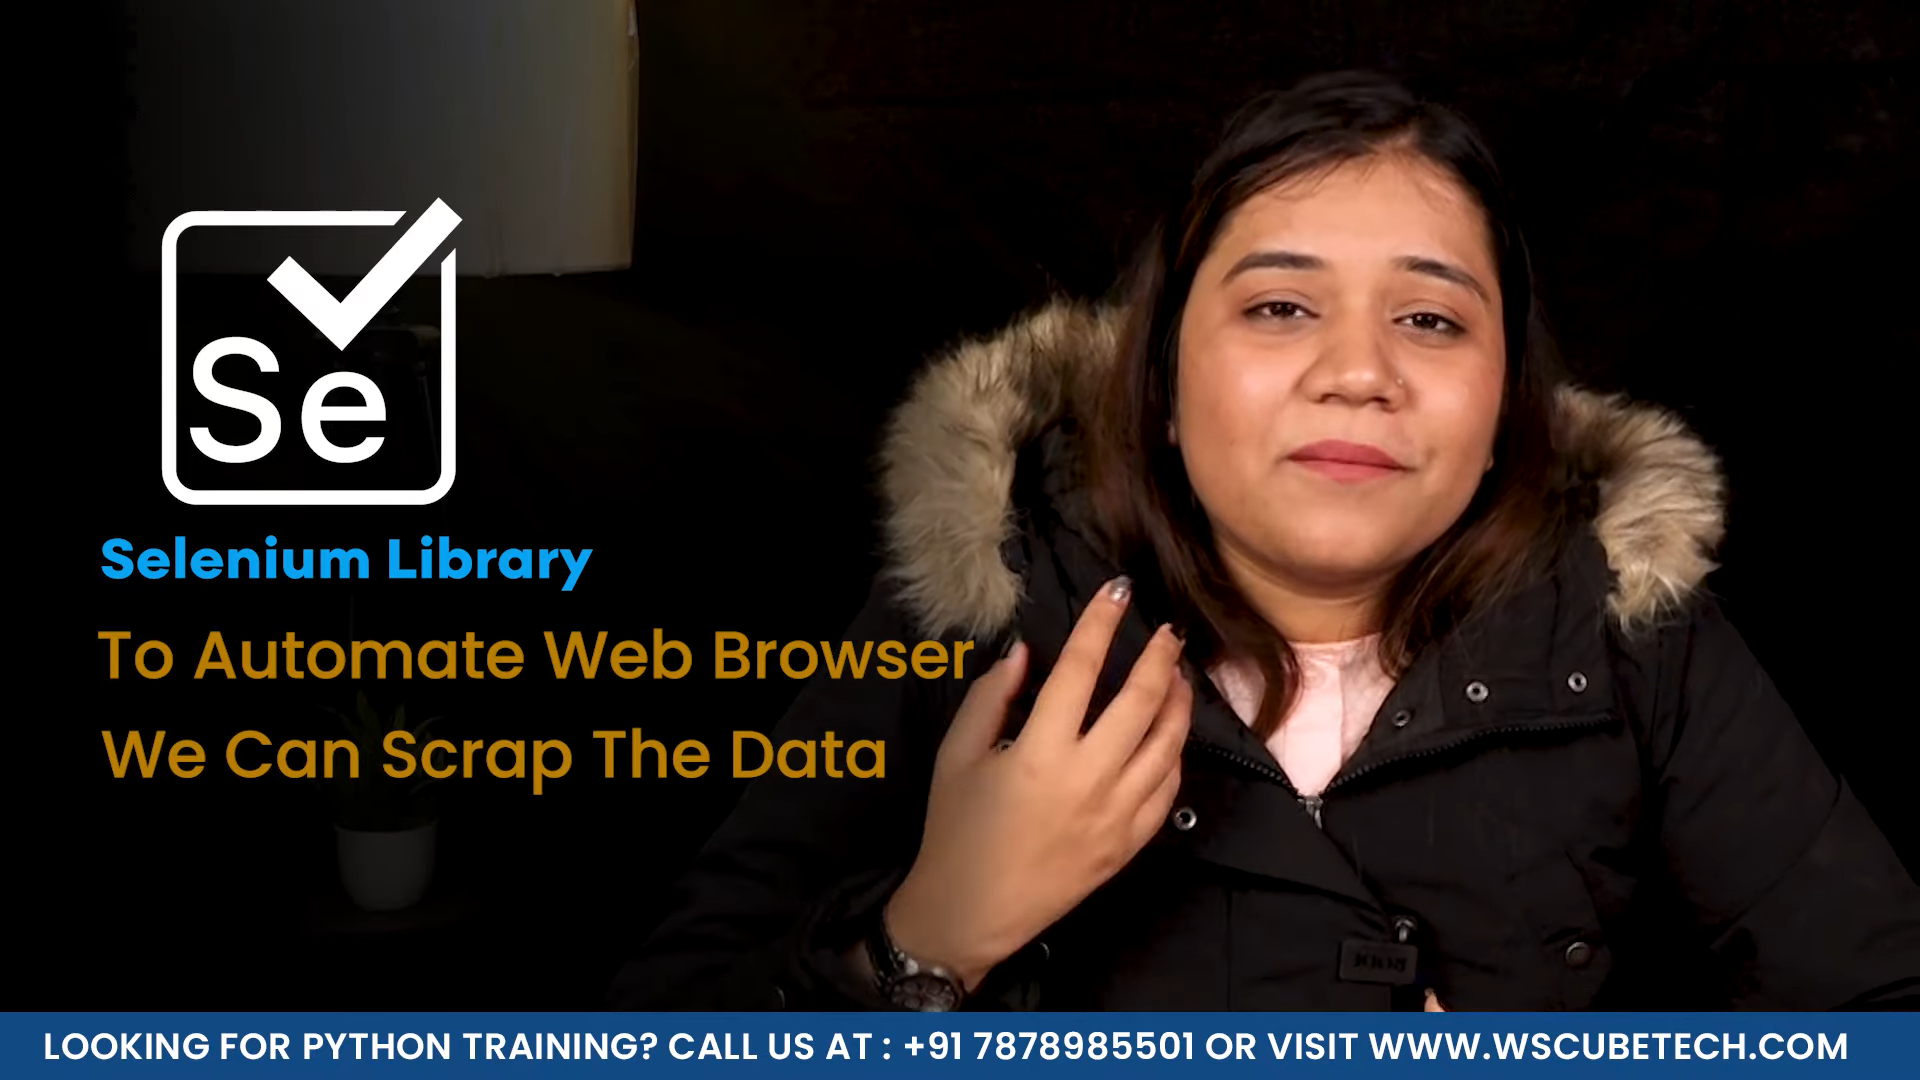 Se
Selenium Library
To Automate Web Browser
We Can Scrap The Data
LOOKING FOR PYTHON TRAINING? CALL US AT : +91 7878985501 OR VISIT WWW.WSCUBETECH.COM